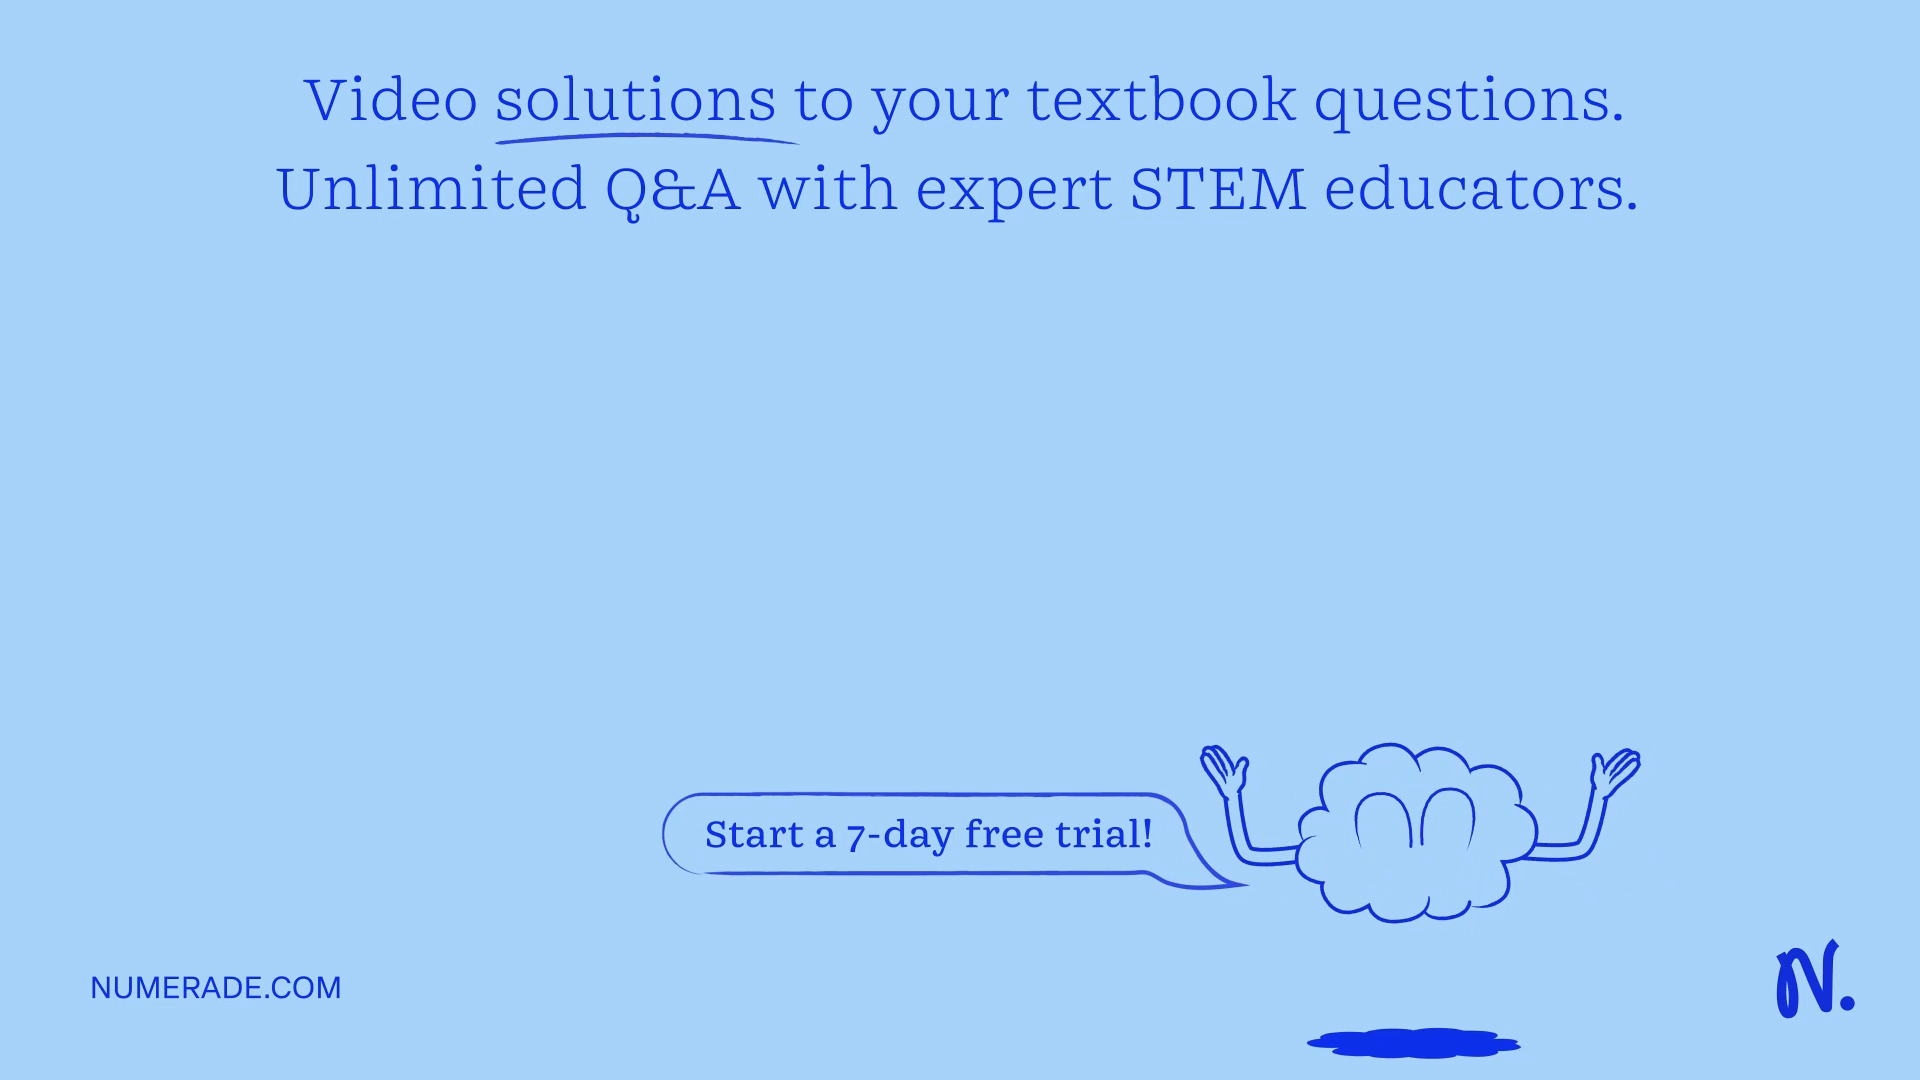 Video solutions to your textbook questions.
Unlimited Q&A with expert STEM educators.
Start a 7-day free trial!
NUMERADE.COM
N.